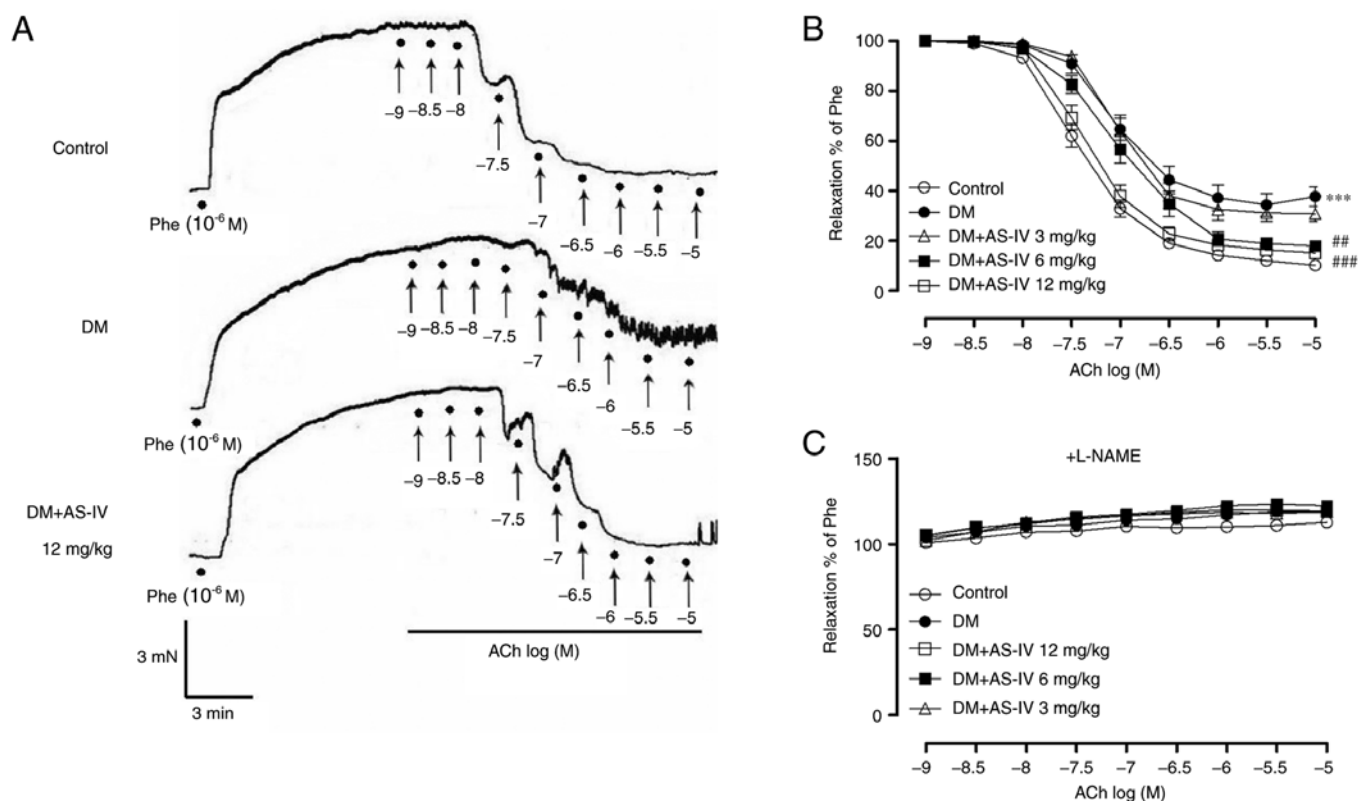 A
−9
−8.5
−8
−7.5
−7
−6.5
−6
−5.5
−5
Control
Phe (10⁻⁶ M)
−9
−8.5
−8
−7.5
−7
−6.5
−6
−5.5
−5
DM
Phe (10⁻⁶ M)
−9
−8.5
−8
−7.5
−7
−6.5
−6
−5.5
−5
DM+AS-IV
12 mg/kg
Phe (10⁻⁶ M)
ACh log (M)
3 mN
3 min
B
Relaxation % of Phe
100
80
60
40
20
0
Control
DM
DM+AS-IV 3 mg/kg
DM+AS-IV 6 mg/kg
DM+AS-IV 12 mg/kg
***
##
###
−9 −8.5 −8 −7.5 −7 −6.5 −6 −5.5 −5
ACh log (M)
C
+L-NAME
Relaxation % of Phe
150
100
50
0
Control
DM
DM+AS-IV 12 mg/kg
DM+AS-IV 6 mg/kg
DM+AS-IV 3 mg/kg
−9 −8.5 −8 −7.5 −7 −6.5 −6 −5.5 −5
ACh log (M)